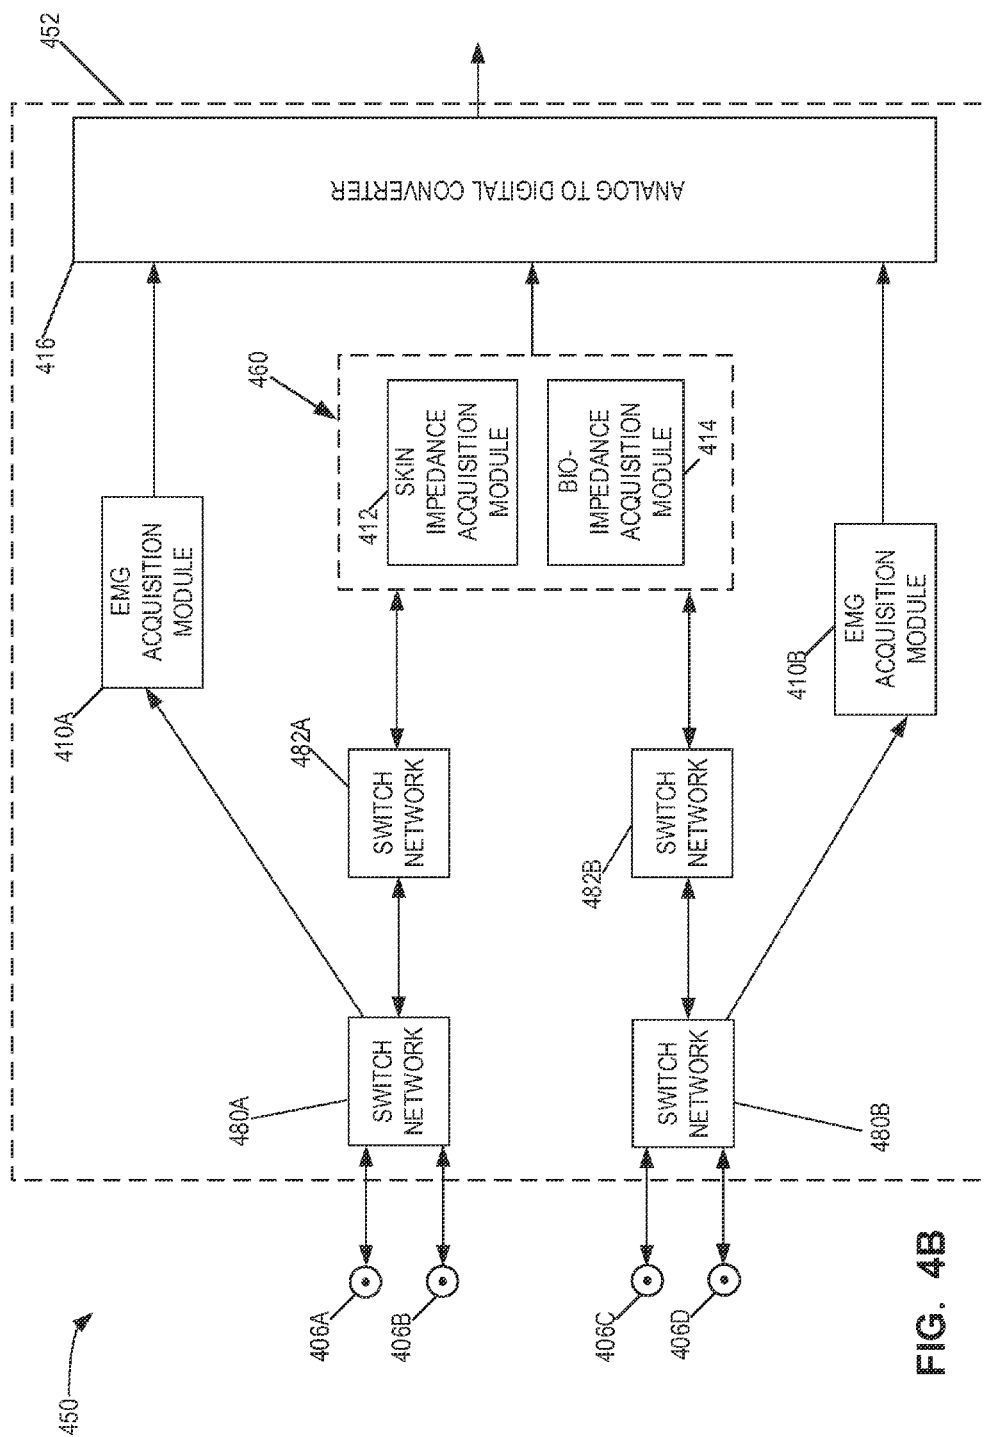 450
452
416
ANALOG TO DIGITAL CONVERTER
410A
EMG
ACQUISITION
MODULE
460
412
SKIN
IMPEDANCE
ACQUISITION
MODULE
BIO-
IMPEDANCE
ACQUISITION
MODULE
414
410B
EMG
ACQUISITION
MODULE
482A
SWITCH
NETWORK
482B
SWITCH
NETWORK
480A
SWITCH
NETWORK
480B
SWITCH
NETWORK
406A
406B
406C
406D
FIG. 4B